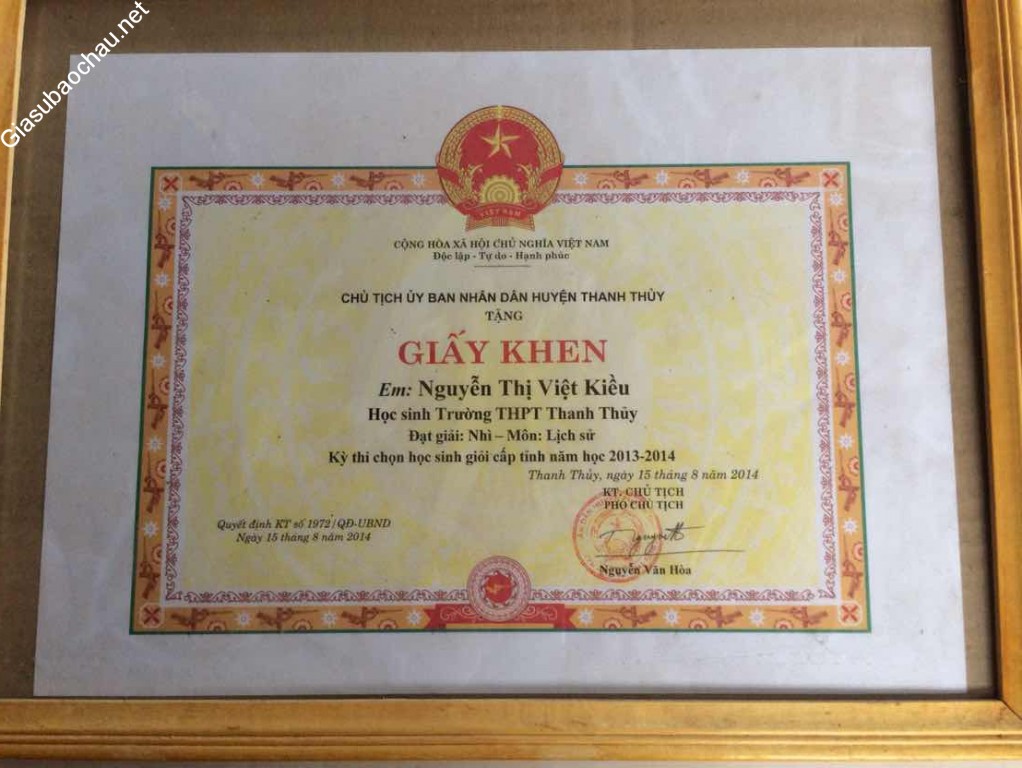 Giasubaochau.net
VIỆT NAM
CỘNG HÒA XÃ HỘI CHỦ NGHĨA VIỆT NAM
Độc lập - Tự do - Hạnh phúc
CHỦ TỊCH ỦY BAN NHÂN DÂN HUYỆN THANH THỦY
TẶNG
GIẤY KHEN
Em: Nguyễn Thị Việt Kiều
Học sinh Trường THPT Thanh Thủy
Đạt giải: Nhì – Môn: Lịch sử
Kỳ thi chọn học sinh giỏi cấp tỉnh năm học 2013-2014
Thanh Thủy, ngày 15 tháng 8 năm 2014
KT. CHỦ TỊCH
PHÓ CHỦ TỊCH
Quyết định KT số 1972/QĐ-UBND
Ngày 15 tháng 8 năm 2014
Nguyễn Văn Hòa